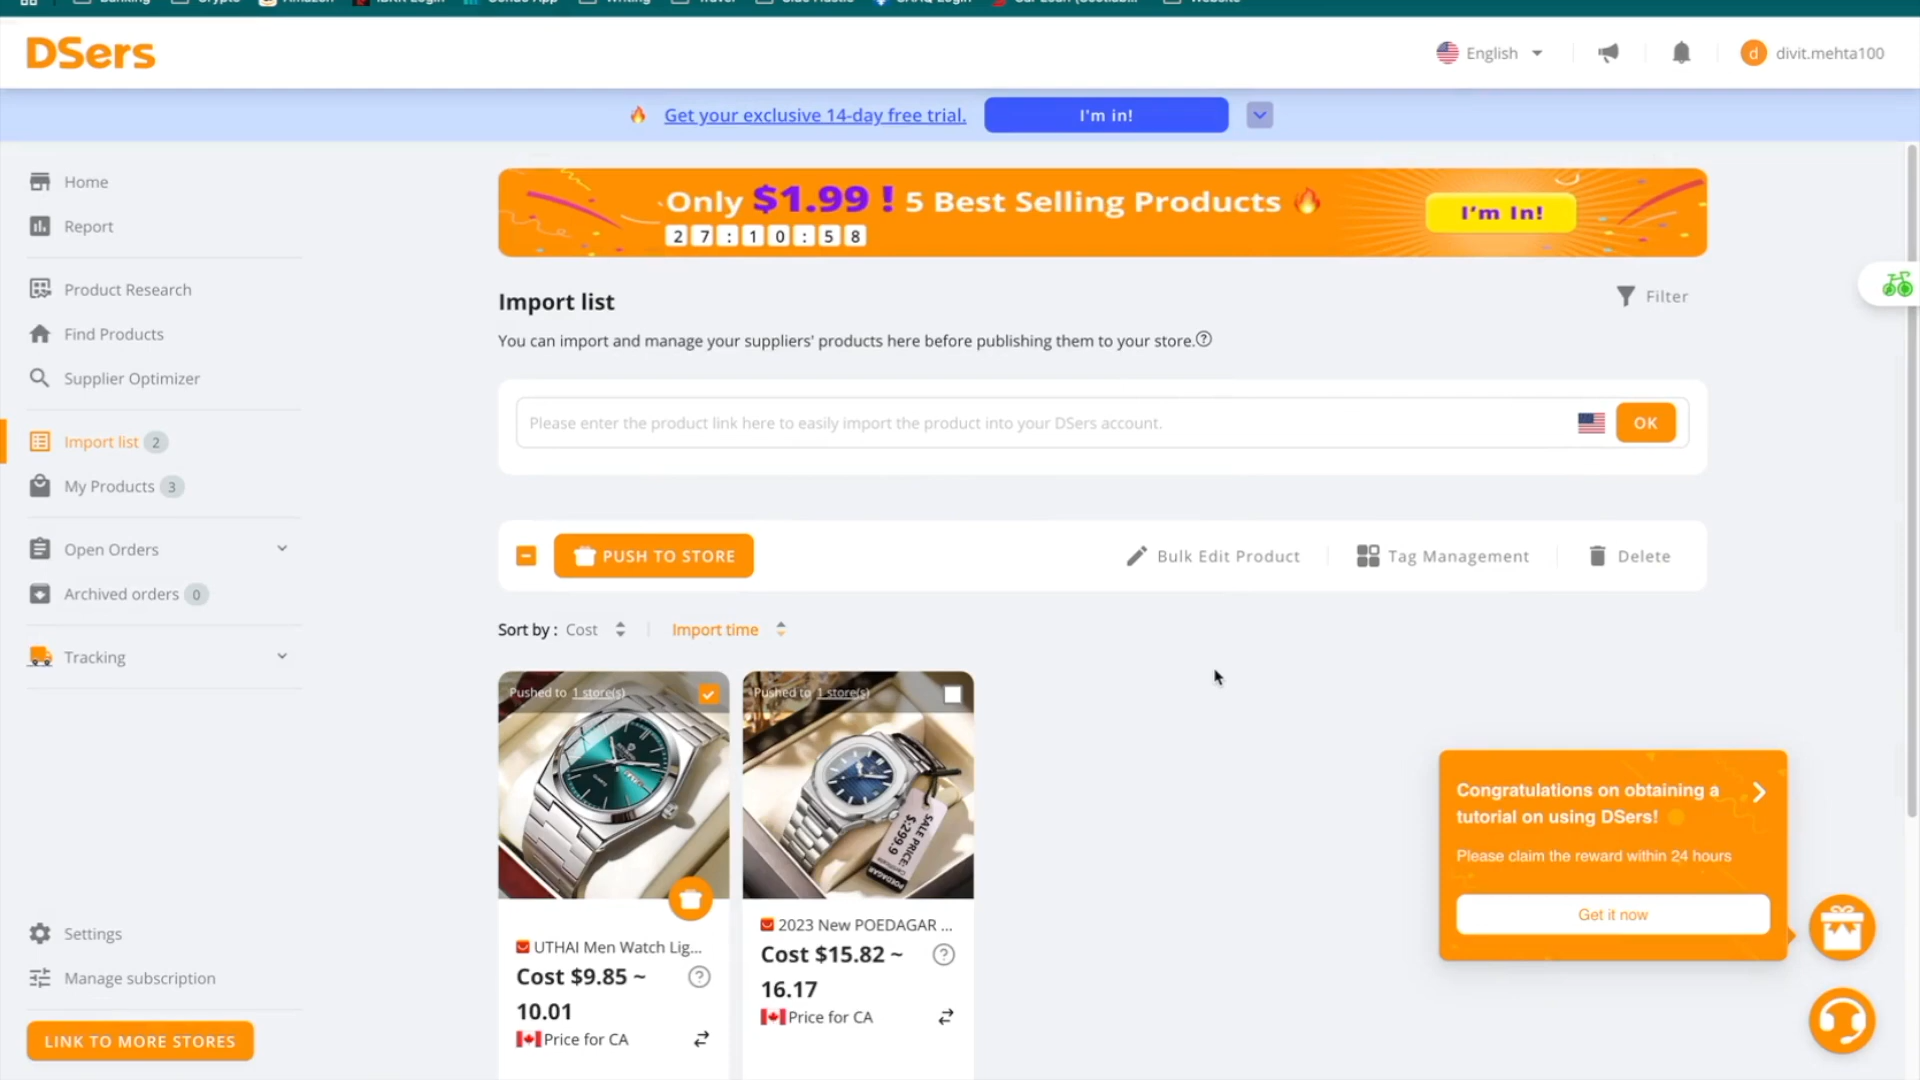 DSers
English
d
divit.mehta100
Get your exclusive 14-day free trial.
I'm in!
Only $1.99 ! 5 Best Selling Products
27:10:58
I'm In!
Home
Report
Product Research
Find Products
Supplier Optimizer
Import list 2
My Products 3
Open Orders
Archived orders 0
Tracking
Settings
Manage subscription
LINK TO MORE STORES
Import list
Filter
You can import and manage your suppliers' products here before publishing them to your store.
Please enter the product link here to easily import the product into your DSers account.
OK
PUSH TO STORE
Bulk Edit Product
Tag Management
Delete
Sort by : Cost
Import time
Pushed to 1 store(s)
UTHAI Men Watch Lig...
Cost $9.85 ~
10.01
Price for CA
Pushed to 1 store(s)
SALE PRICE:
$:299.9
POEDAGAR
2023 New POEDAGAR ...
Cost $15.82 ~
16.17
Price for CA
Congratulations on obtaining a
tutorial on using DSers!
Please claim the reward within 24 hours
Get it now